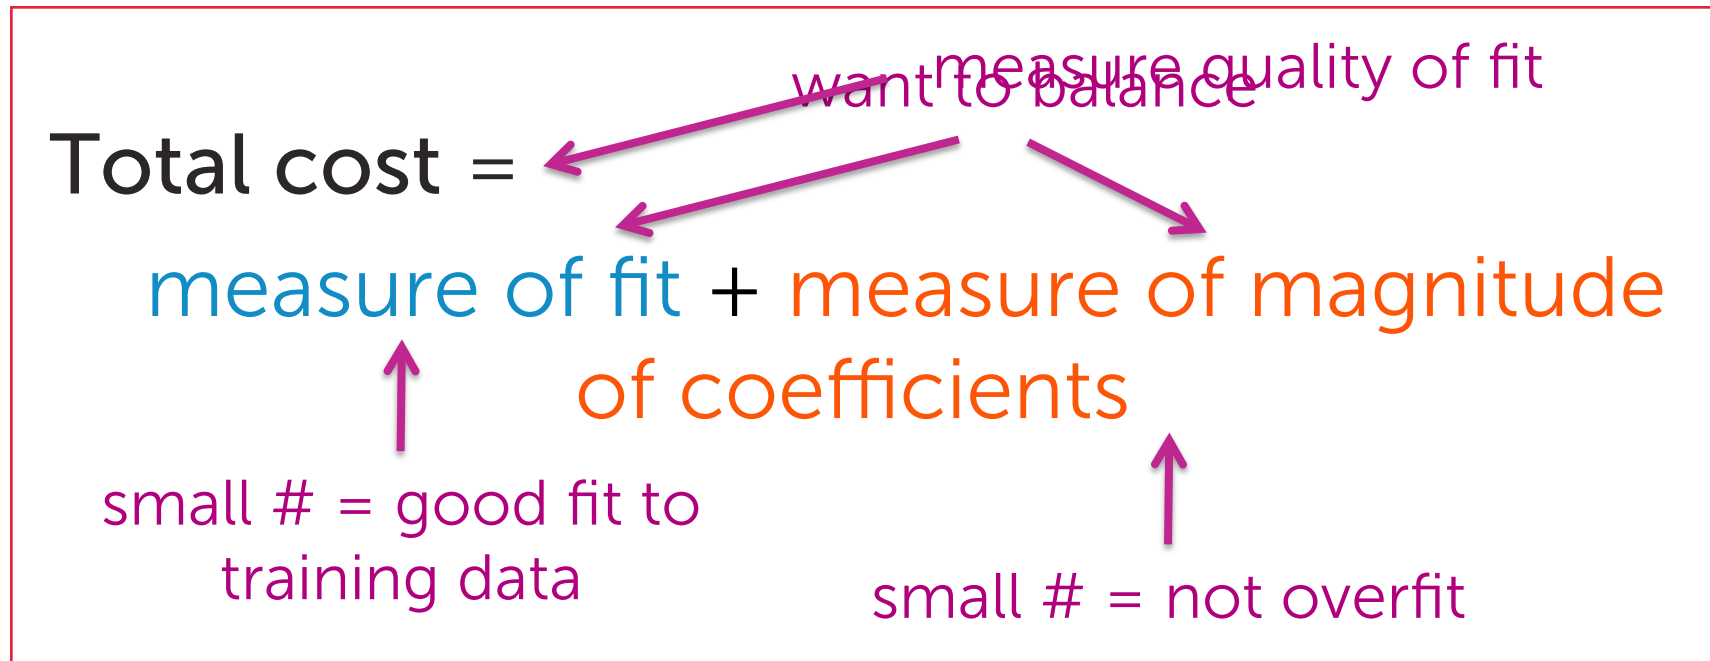 measure quality of fit
want to balance
Total cost =
measure of fit + measure of magnitude
of coefficients
small # = good fit to
training data
small # = not overfit